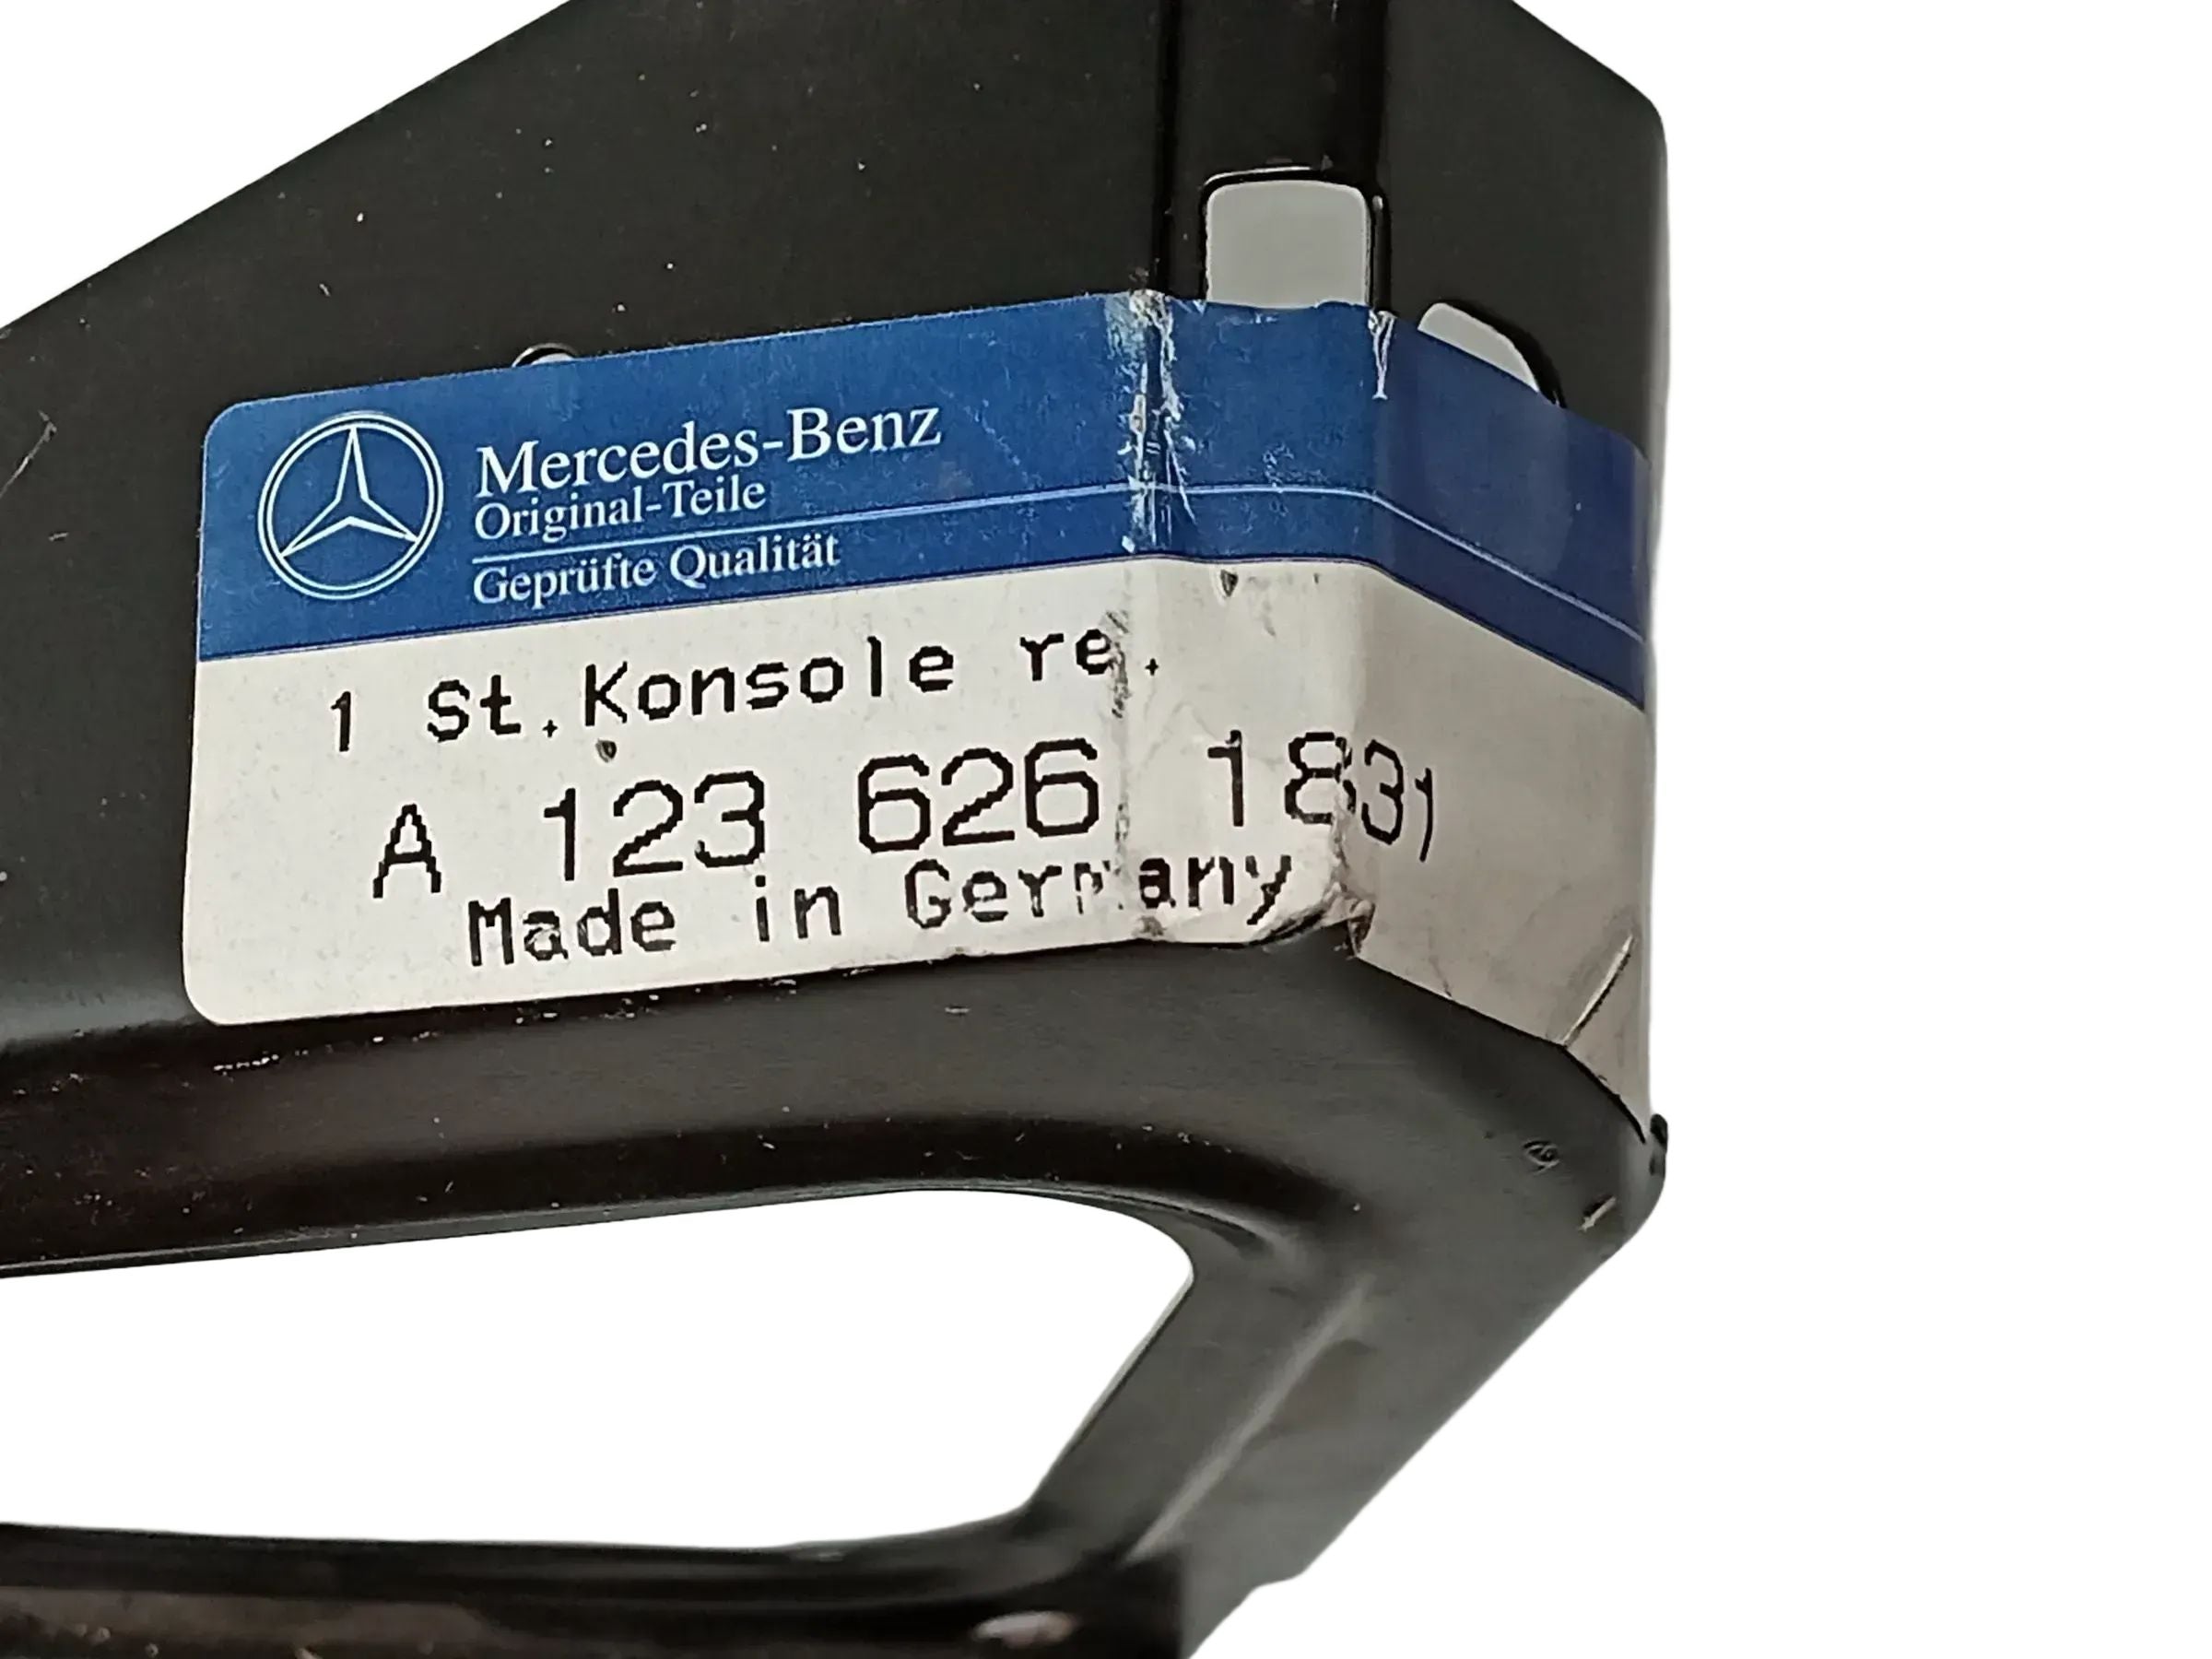 Mercedes-Benz
Original-Teile
Geprüfte Qualität
1 St.Konsole re.
A 123 626 1831
Made in Germany